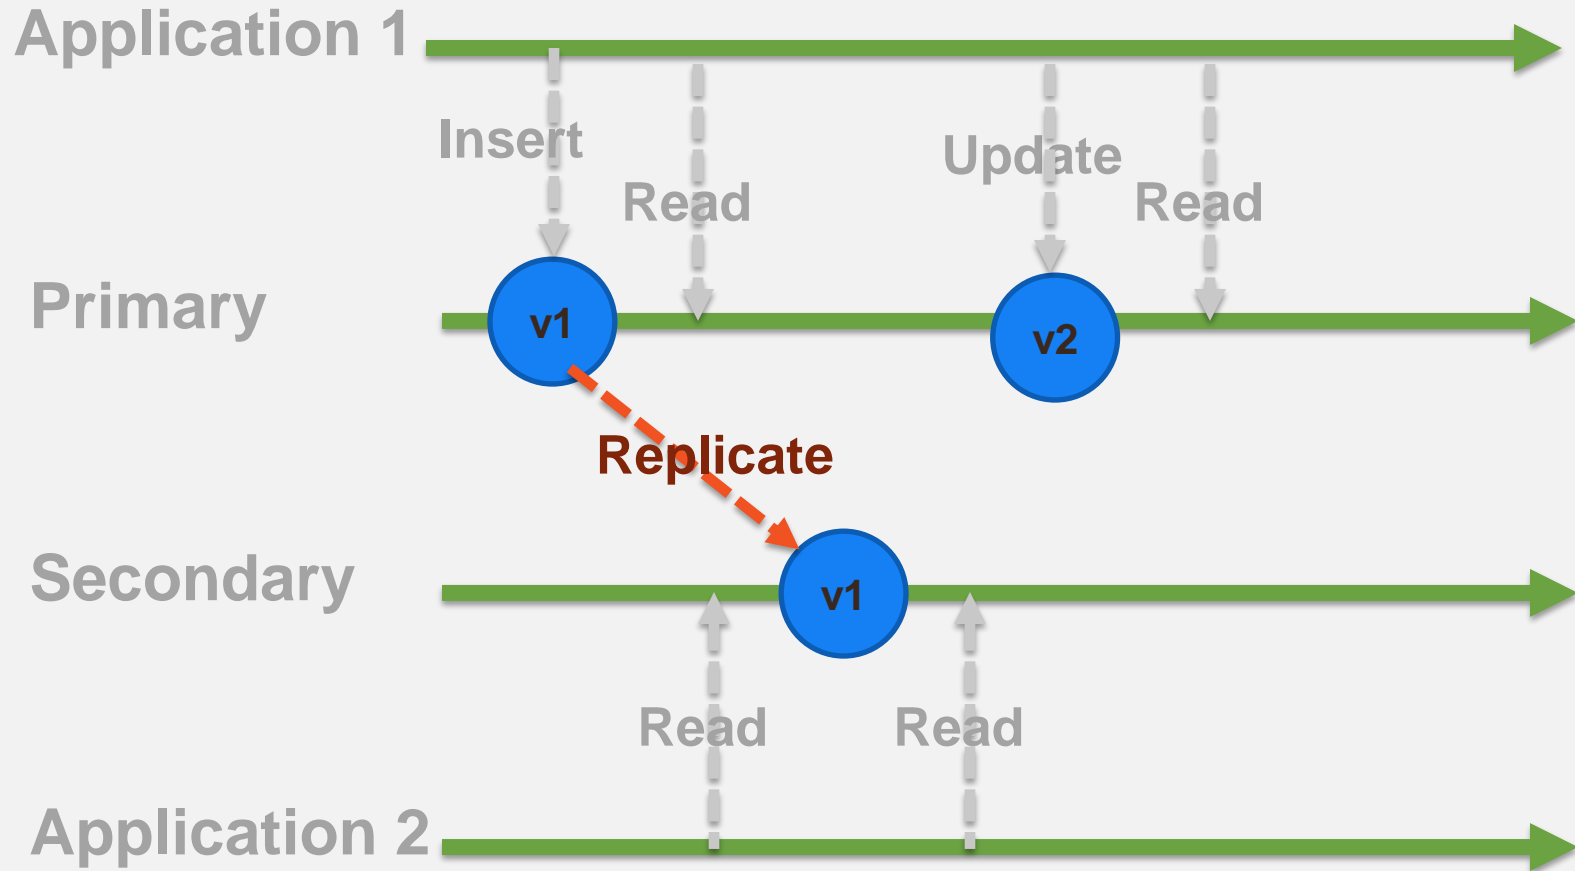 Application 1
Insert
Update
Read
Read
Primary
v1
v2
Replicate
Secondary
v1
Read
Read
Application 2